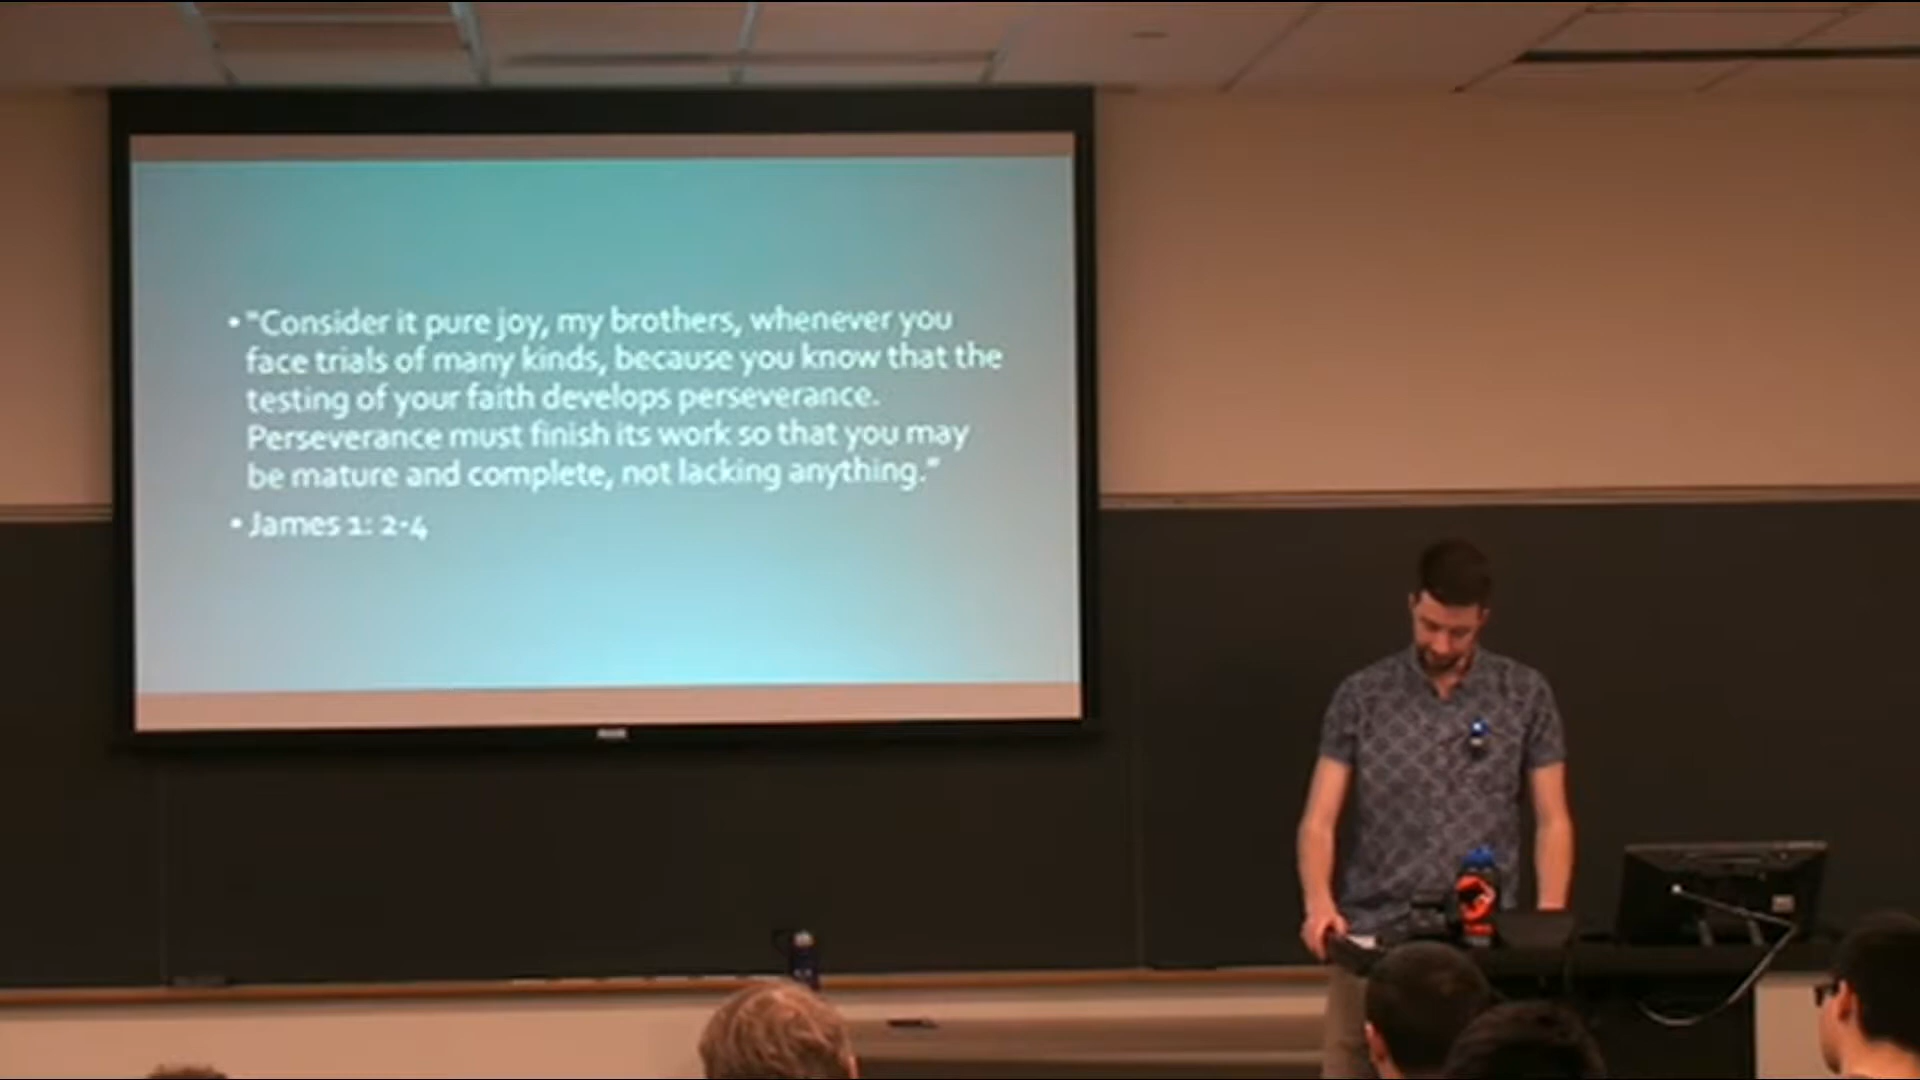 • "Consider it pure joy, my brothers, whenever you
face trials of many kinds, because you know that the
testing of your faith develops perseverance.
Perseverance must finish its work so that you may
be mature and complete, not lacking anything."
• James 1: 2-4